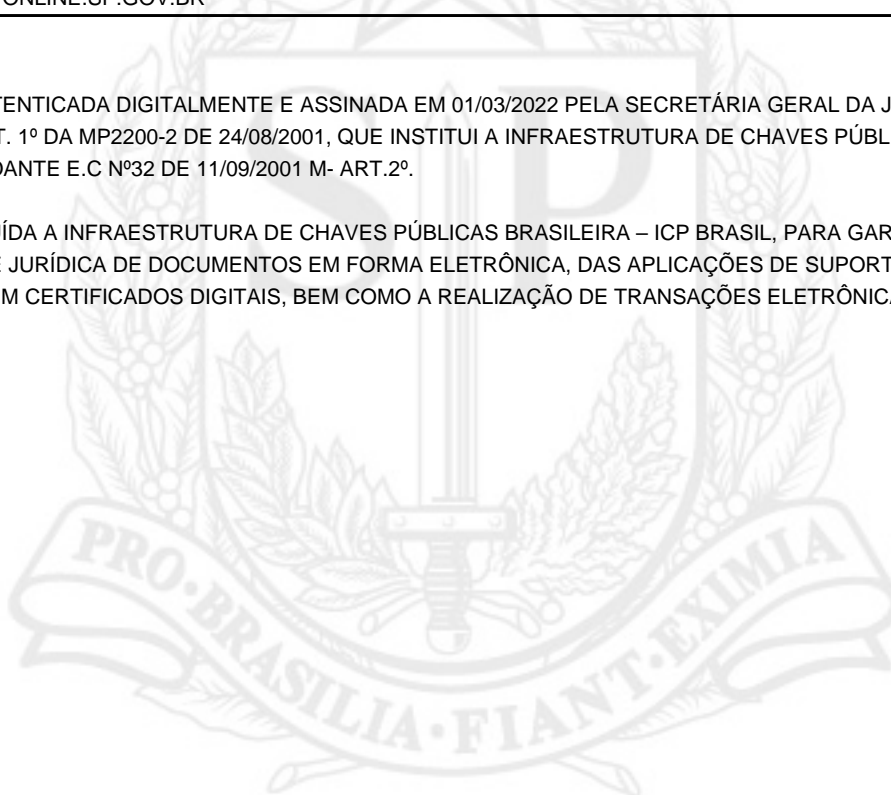 ONLINE.SP.GOV.BR
TENTICADA DIGITALMENTE E ASSINADA EM 01/03/2022 PELA SECRETÁRIA GERAL DA J
T. 1º DA MP2200-2 DE 24/08/2001, QUE INSTITUI A INFRAESTRUTURA DE CHAVES PÚBL
DANTE E.C Nº32 DE 11/09/2001 M- ART.2º.
ÍDA A INFRAESTRUTURA DE CHAVES PÚBLICAS BRASILEIRA – ICP BRASIL, PARA GAR
E JURÍDICA DE DOCUMENTOS EM FORMA ELETRÔNICA, DAS APLICAÇÕES DE SUPORT
M CERTIFICADOS DIGITAIS, BEM COMO A REALIZAÇÃO DE TRANSAÇÕES ELETRÔNICA
SP
PRO·BRASILIA·FIANT·EXIMIA